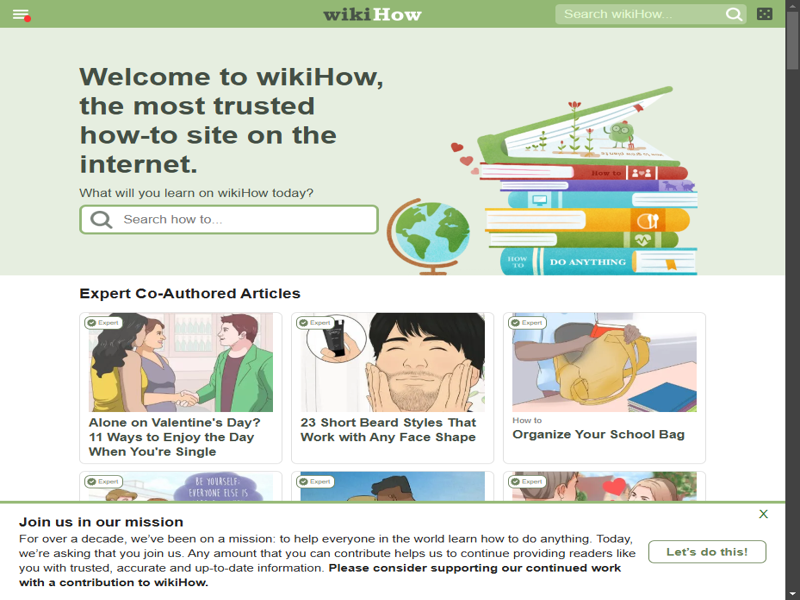 wikiHow
Search wikiHow...
Welcome to wikiHow,
the most trusted
how-to site on the
internet.
What will you learn on wikiHow today?
Search how to...
How to
HOW
TO
DO ANYTHING
Expert Co-Authored Articles
Expert
Alone on Valentine's Day?
11 Ways to Enjoy the Day
When You're Single
Expert
23 Short Beard Styles That
Work with Any Face Shape
Expert
How to
Organize Your School Bag
Expert
BE YOURSELF;
EVERYONE ELSE IS
Expert
Expert
Join us in our mission
X
For over a decade, we've been on a mission: to help everyone in the world learn how to do anything. Today,
we're asking that you join us. Any amount that you can contribute helps us to continue providing readers like
you with trusted, accurate and up-to-date information. Please consider supporting our continued work
with a contribution to wikiHow.
Let's do this!